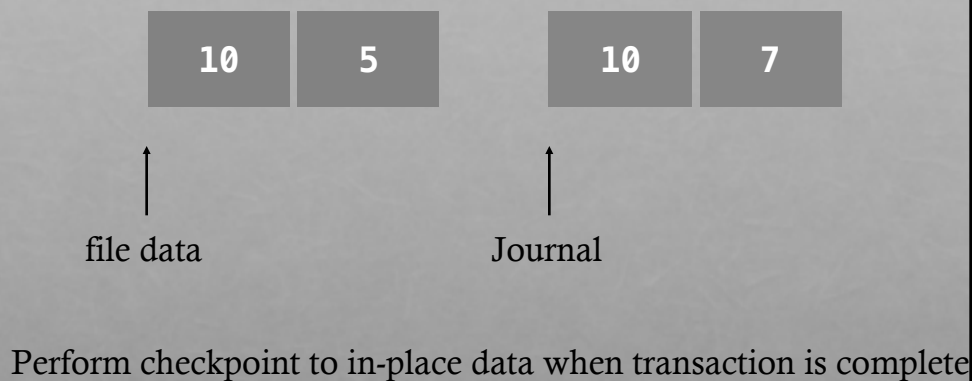 10 5 10 7
file data Journal
Perform checkpoint to in-place data when transaction is complete